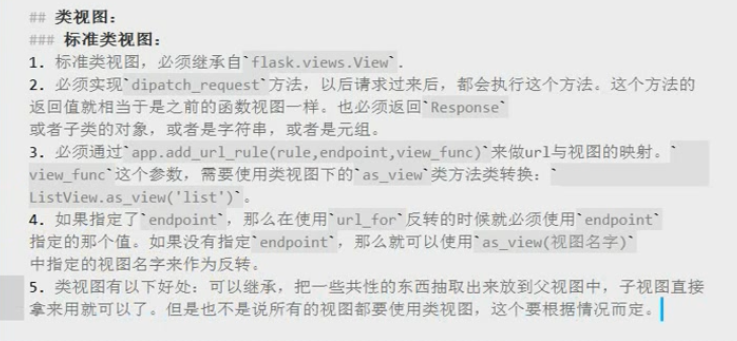 ## 类视图：
### 标准类视图：
1. 标准类视图，必须继承自`flask.views.View`.
2. 必须实现`dipatch_request`方法，以后请求过来后，都会执行这个方法。这个方法的
返回值就相当于是之前的函数视图一样。也必须返回`Response`
或者子类的对象，或者是字符串，或者是元组。
3. 必须通过`app.add_url_rule(rule,endpoint,view_func)`来做url与视图的映射。`
view_func`这个参数，需要使用类视图下的`as_view`类方法类转换：`
ListView.as_view('list')`。
4. 如果指定了`endpoint`，那么在使用`url_for`反转的时候就必须使用`endpoint`
指定的那个值。如果没有指定`endpoint`，那么就可以使用`as_view(视图名字)`
中指定的视图名字来作为反转。
5. 类视图有以下好处：可以继承，把一些共性的东西抽取出来放到父视图中，子视图直接
拿来用就可以了。但是也不是说所有的视图都要使用类视图，这个要根据情况而定。